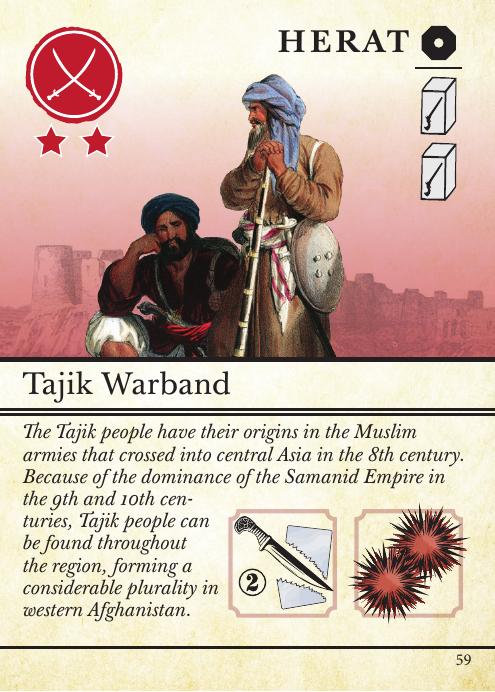 HERAT
Tajik Warband
The Tajik people have their origins in the Muslim
armies that crossed into central Asia in the 8th century.
Because of the dominance of the Samanid Empire in
the 9th and 10th cen-
turies, Tajik people can
be found throughout
the region, forming a
considerable plurality in
western Afghanistan.
2
59